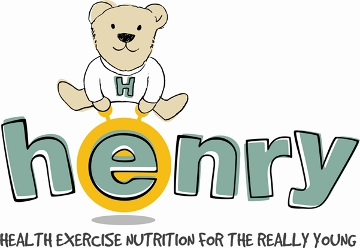 H
henry
HEALTH EXERCISE NUTRITION FOR THE REALLY YOUNG